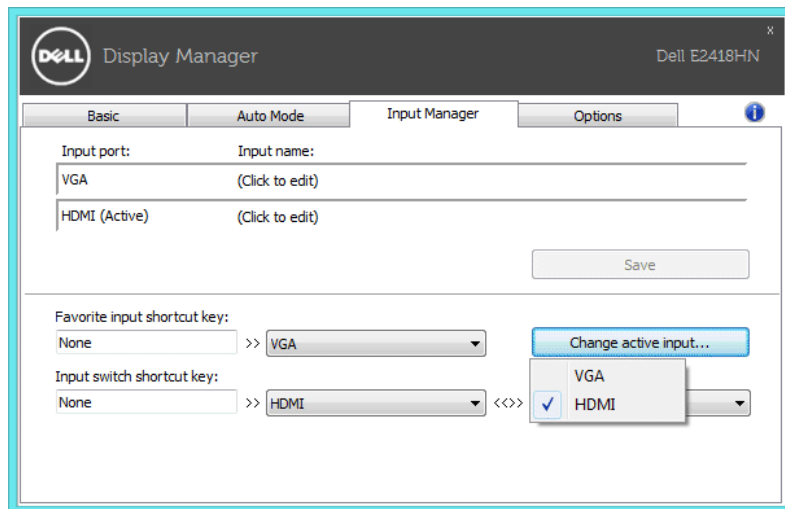 x
DELL Display Manager Dell E2418HN
Basic Auto Mode Input Manager Options i
Input port: Input name:
VGA (Click to edit)
HDMI (Active) (Click to edit)
Save
Favorite input shortcut key:
None >> VGA Change active input...
Input switch shortcut key:
VGA
None >> HDMI <<>> HDMI